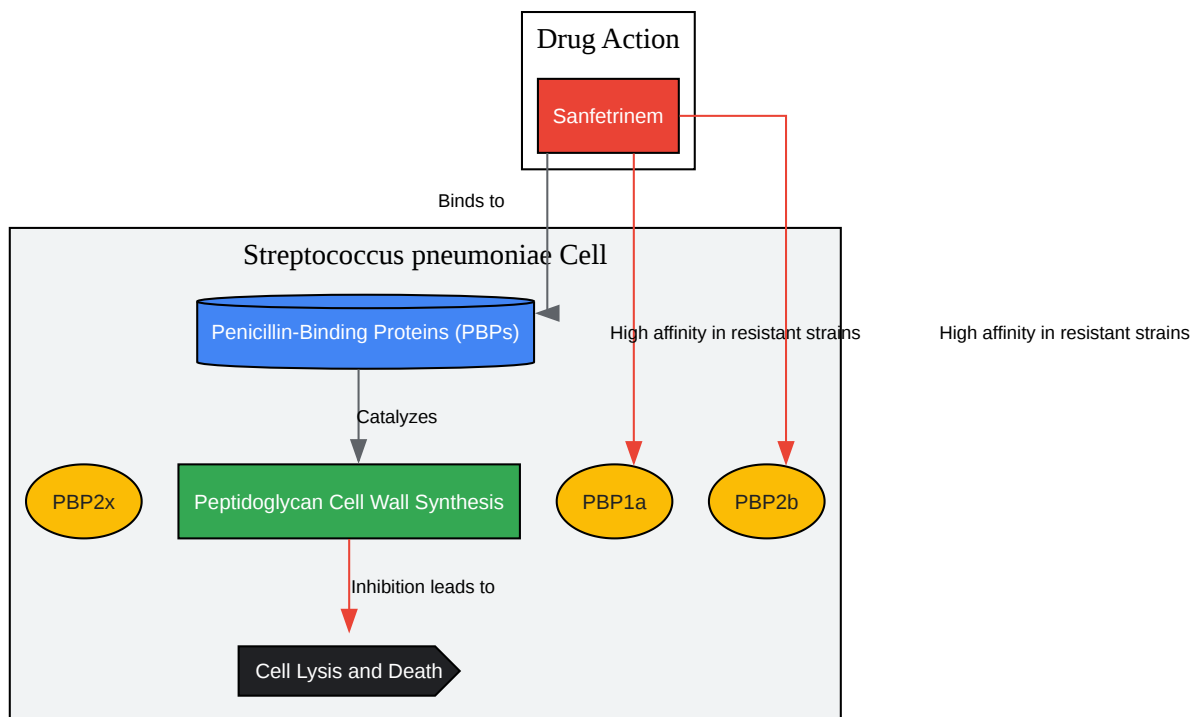 Drug Action
Sanfetrinem
Binds to
Streptococcus pneumoniae Cell
Penicillin-Binding Proteins (PBPs)
High affinity in resistant strains
High affinity in resistant strains
Catalyzes
PBP2x
Peptidoglycan Cell Wall Synthesis
PBP1a
PBP2b
Inhibition leads to
Cell Lysis and Death